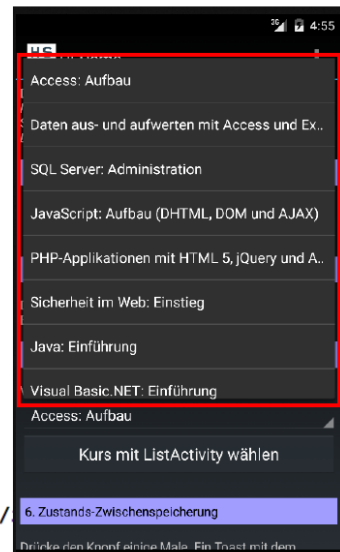 3G 4:55
Access: Aufbau
Daten aus- und aufwerten mit Access und Ex..
SQL Server: Administration
JavaScript: Aufbau (DHTML, DOM und AJAX)
PHP-Applikationen mit HTML 5, jQuery und A..
Sicherheit im Web: Einstieg
Java: Einführung
Visual Basic.NET: Einführung
Access: Aufbau
Kurs mit ListActivity wählen
6. Zustands-Zwischenspeicherung
Drücke den Knopf einige Male. Ein Toast mit dem